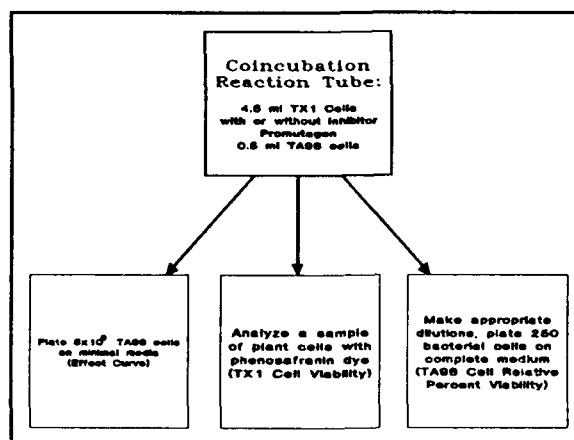 Coincubation
Reaction Tube:
4.5 ml TX1 Cells
with or without Inhibitor
Promutagen
0.5 ml TA98 cells
Plate 5x10⁸ TA98 cells
on minimal media
(Effect Curve)
Analyze a sample
of plant cells with
phenosafranin dye
(TX1 Cell Viability)
Make appropriate
dilutions, plate 250
bacterial cells on
complete medium
(TA98 Cell Relative
Percent Viability)